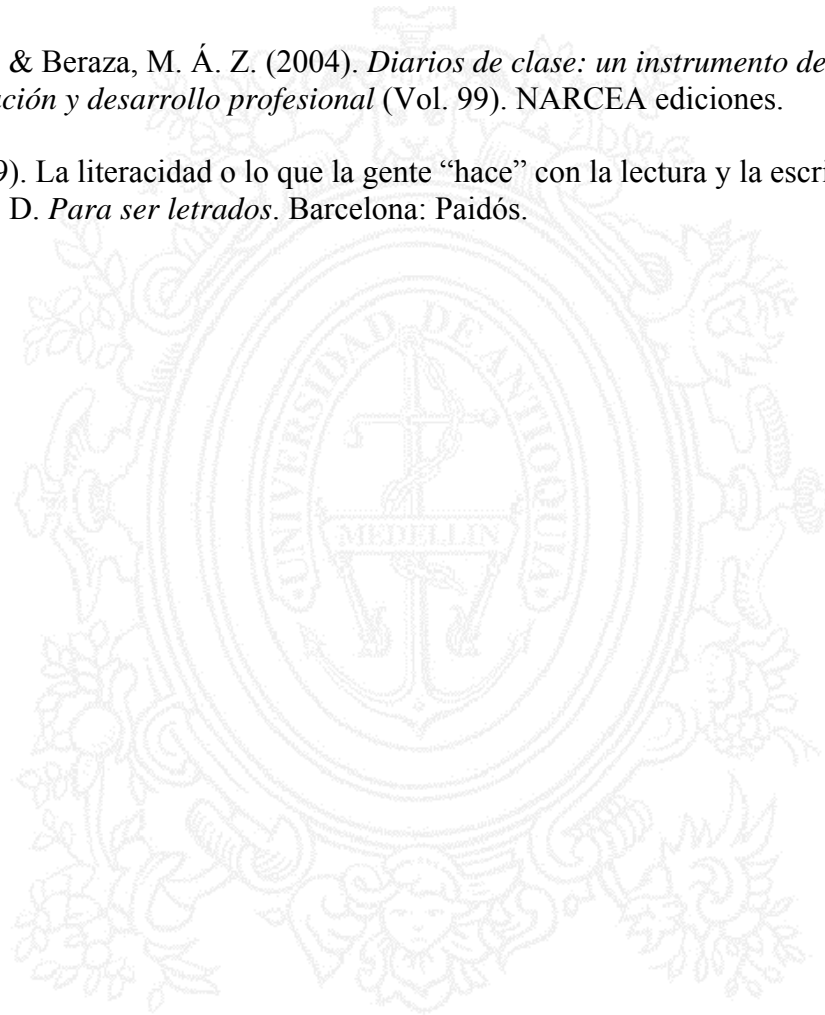 & Beraza, M. Á. Z. (2004). Diarios de clase: un instrumento de
ción y desarrollo profesional (Vol. 99). NARCEA ediciones.
9). La literacidad o lo que la gente “hace” con la lectura y la escri
D. Para ser letrados. Barcelona: Paidós.
UNIVERSIDAD DE ANTIOQUIA
MEDELLIN